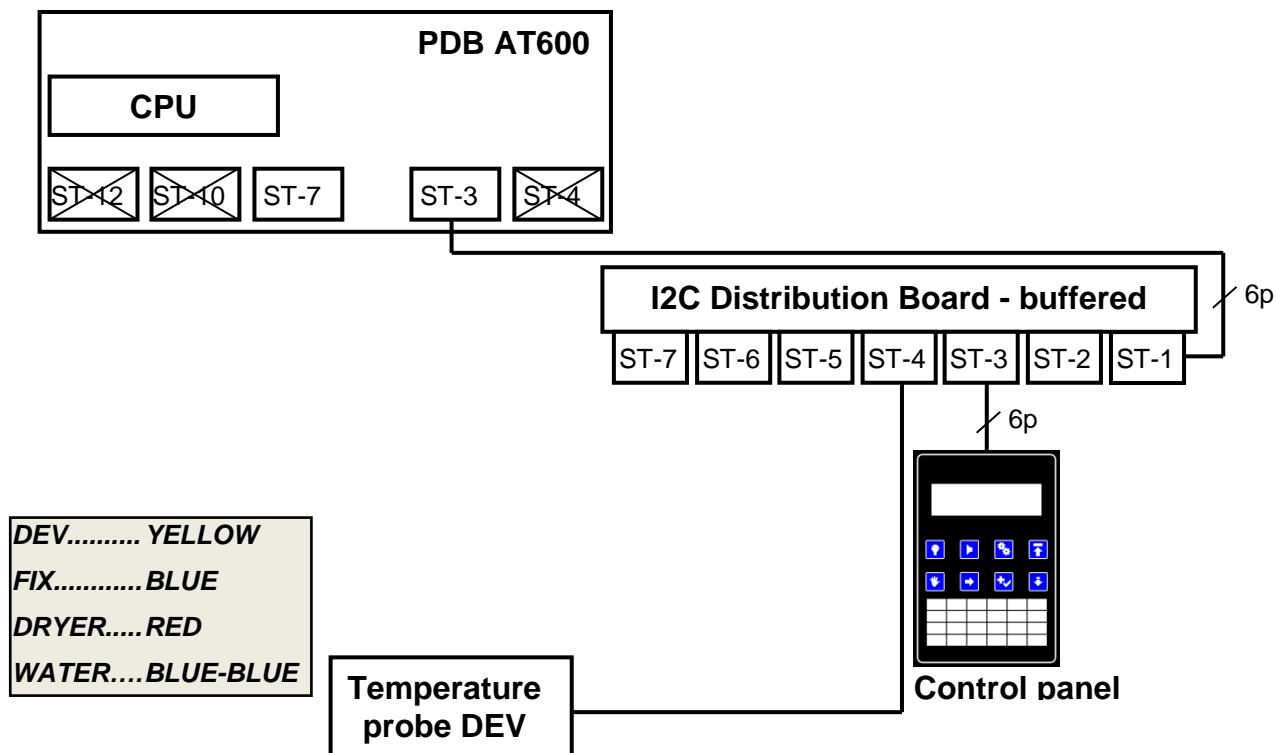 PDB AT600
CPU
ST-12 ST-10 ST-7 ST-3 ST-4
I2C Distribution Board - buffered
6p
ST-7 ST-6 ST-5 ST-4 ST-3 ST-2 ST-1
6p
DEV.......... YELLOW
FIX............BLUE
DRYER.....RED
WATER....BLUE-BLUE
Temperature
probe DEV
Control panel